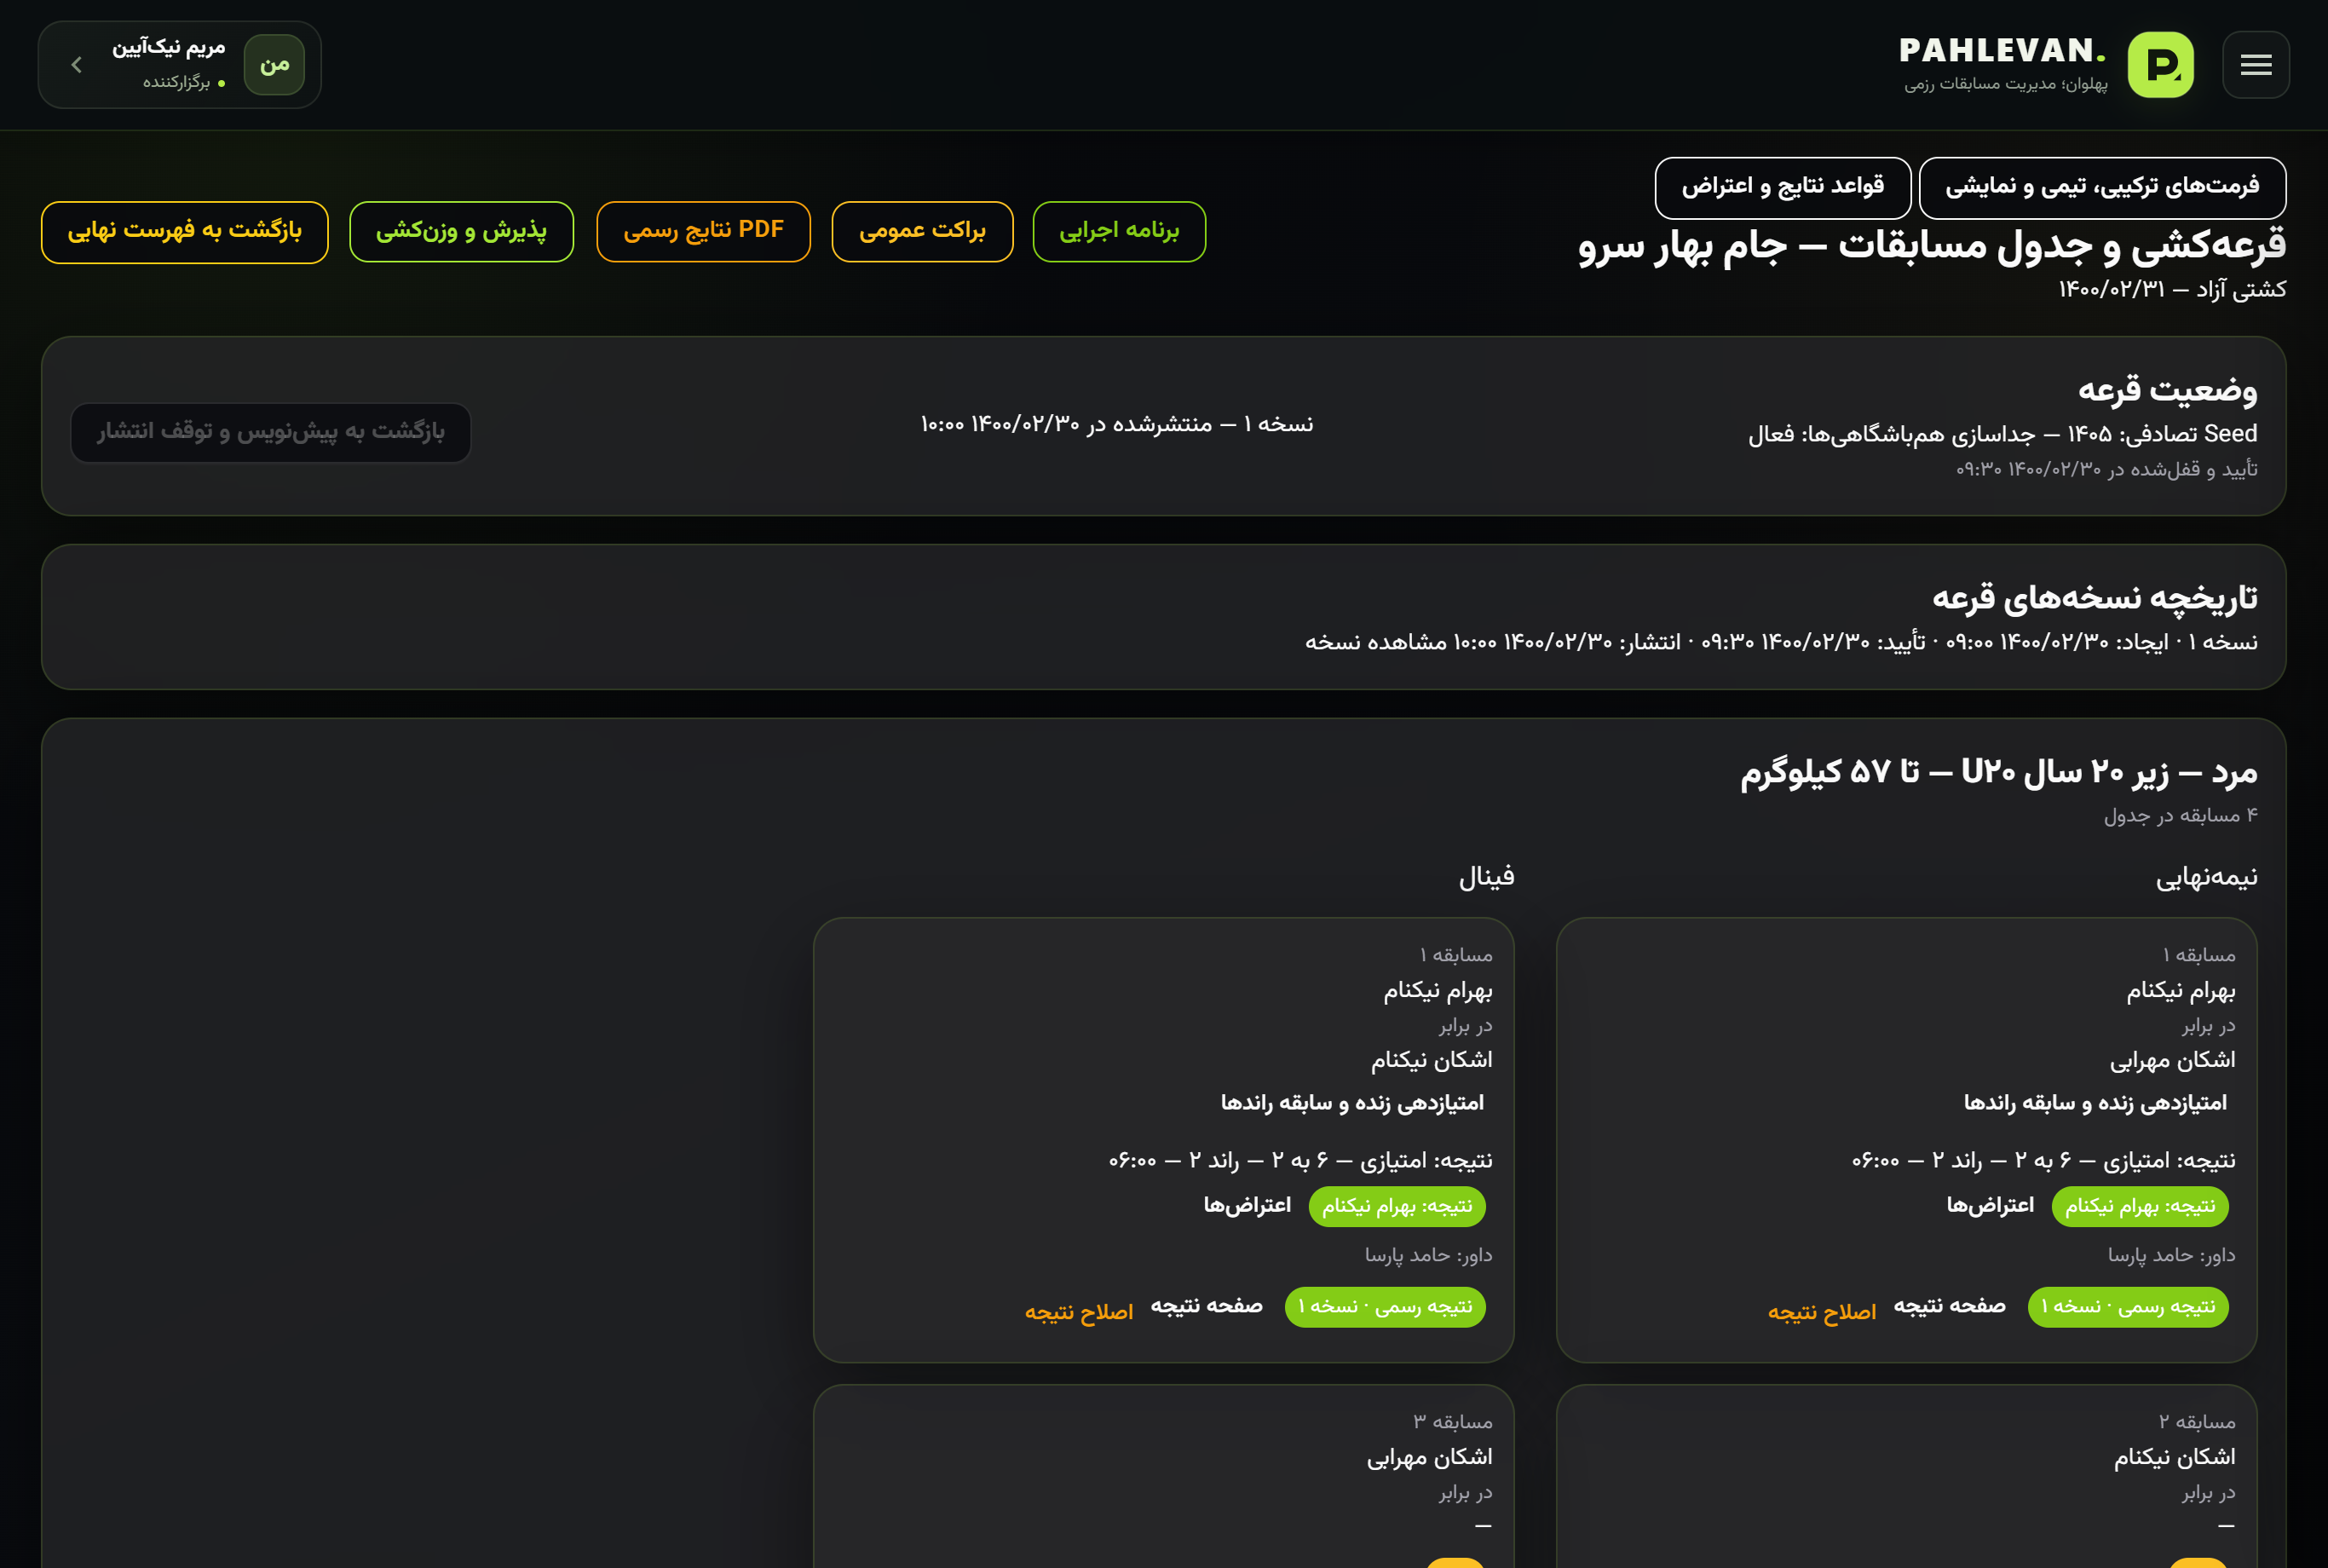 PAHLEVAN.
پهلوان؛ مدیریت مسابقات رزمی
من
مریم نیک‌آیین
برگزارکننده
فرمت‌های ترکیبی، تیمی و نمایشی
قواعد نتایج و اعتراض
قرعه‌کشی و جدول مسابقات — جام بهار سرو
کشتی آزاد — ۱۴۰۰/۰۲/۳۱
برنامه اجرایی
براکت عمومی
PDF نتایج رسمی
پذیرش و وزن‌کشی
بازگشت به فهرست نهایی
وضعیت قرعه
Seed تصادفی: ۱۴۰۵ — جداسازی هم‌باشگاهی‌ها: فعال
تأیید و قفل‌شده در ۱۴۰۰/۰۲/۳۰ ۰۹:۳۰
نسخه ۱ — منتشرشده در ۱۴۰۰/۰۲/۳۰ ۱۰:۰۰
بازگشت به پیش‌نویس و توقف انتشار
تاریخچه نسخه‌های قرعه
نسخه ۱ · ایجاد: ۱۴۰۰/۰۲/۳۰ ۰۹:۰۰ · تأیید: ۱۴۰۰/۰۲/۳۰ ۰۹:۳۰ · انتشار: ۱۴۰۰/۰۲/۳۰ ۱۰:۰۰ مشاهده نسخه
مرد — زیر ۲۰ سال U۲۰ — تا ۵۷ کیلوگرم
۴ مسابقه در جدول
نیمه‌نهایی
مسابقه ۱
بهرام نیکنام
در برابر
اشکان مهرابی
امتیازدهی زنده و سابقه راندها
نتیجه: امتیازی — ۶ به ۲ — راند ۲ — ۰۶:۰۰
نتیجه: بهرام نیکنام
اعتراض‌ها
داور: حامد پارسا
نتیجه رسمی · نسخه ۱
صفحه نتیجه
اصلاح نتیجه
مسابقه ۲
اشکان نیکنام
در برابر
—
فینال
مسابقه ۱
بهرام نیکنام
در برابر
اشکان نیکنام
امتیازدهی زنده و سابقه راندها
نتیجه: امتیازی — ۶ به ۲ — راند ۲ — ۰۶:۰۰
نتیجه: بهرام نیکنام
اعتراض‌ها
داور: حامد پارسا
نتیجه رسمی · نسخه ۱
صفحه نتیجه
اصلاح نتیجه
مسابقه ۳
اشکان مهرابی
در برابر
—